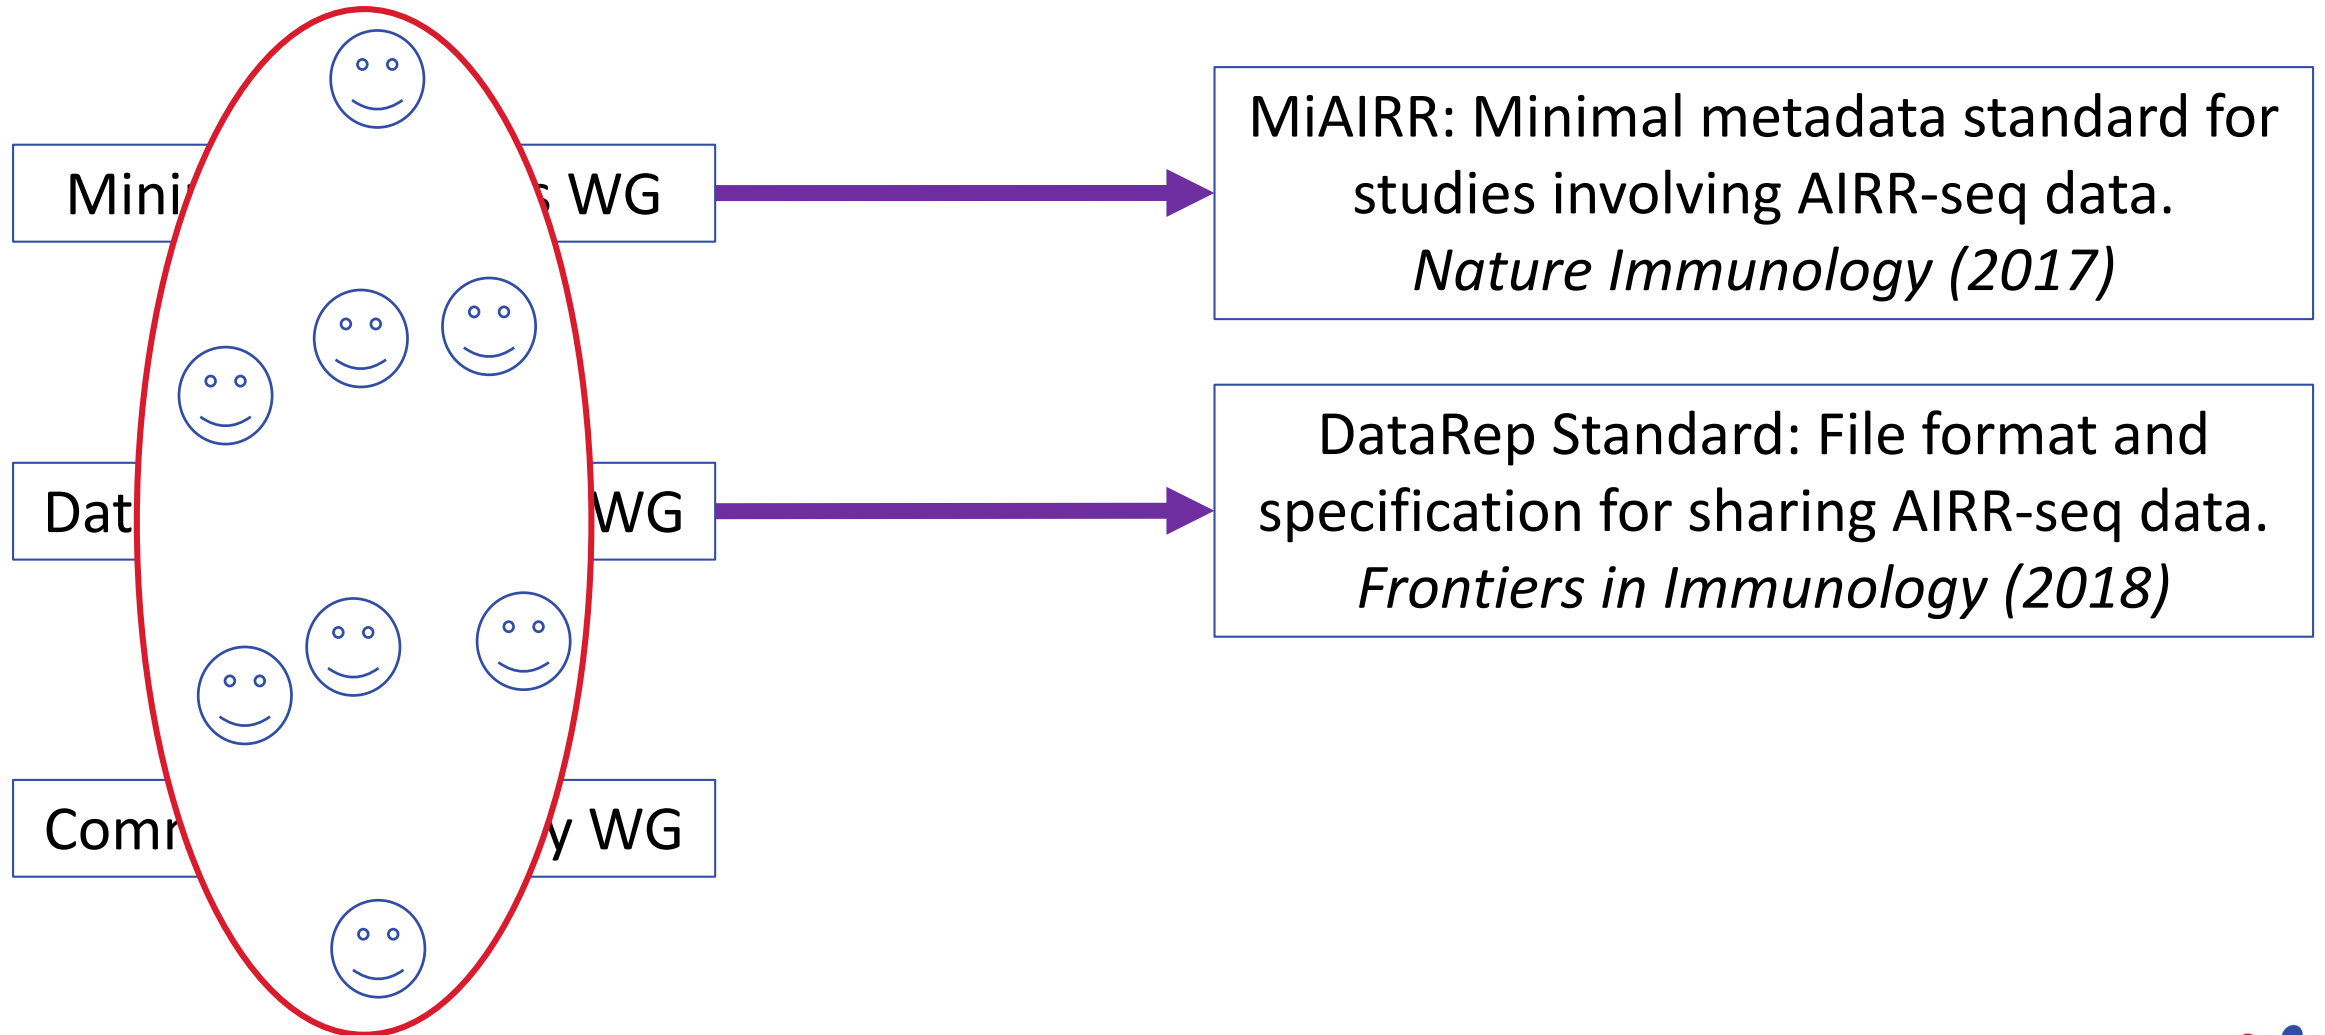 Mini s WG
MiAIRR: Minimal metadata standard for
studies involving AIRR-seq data.
Nature Immunology (2017)
Dat WG
DataRep Standard: File format and
specification for sharing AIRR-seq data.
Frontiers in Immunology (2018)
Com y WG